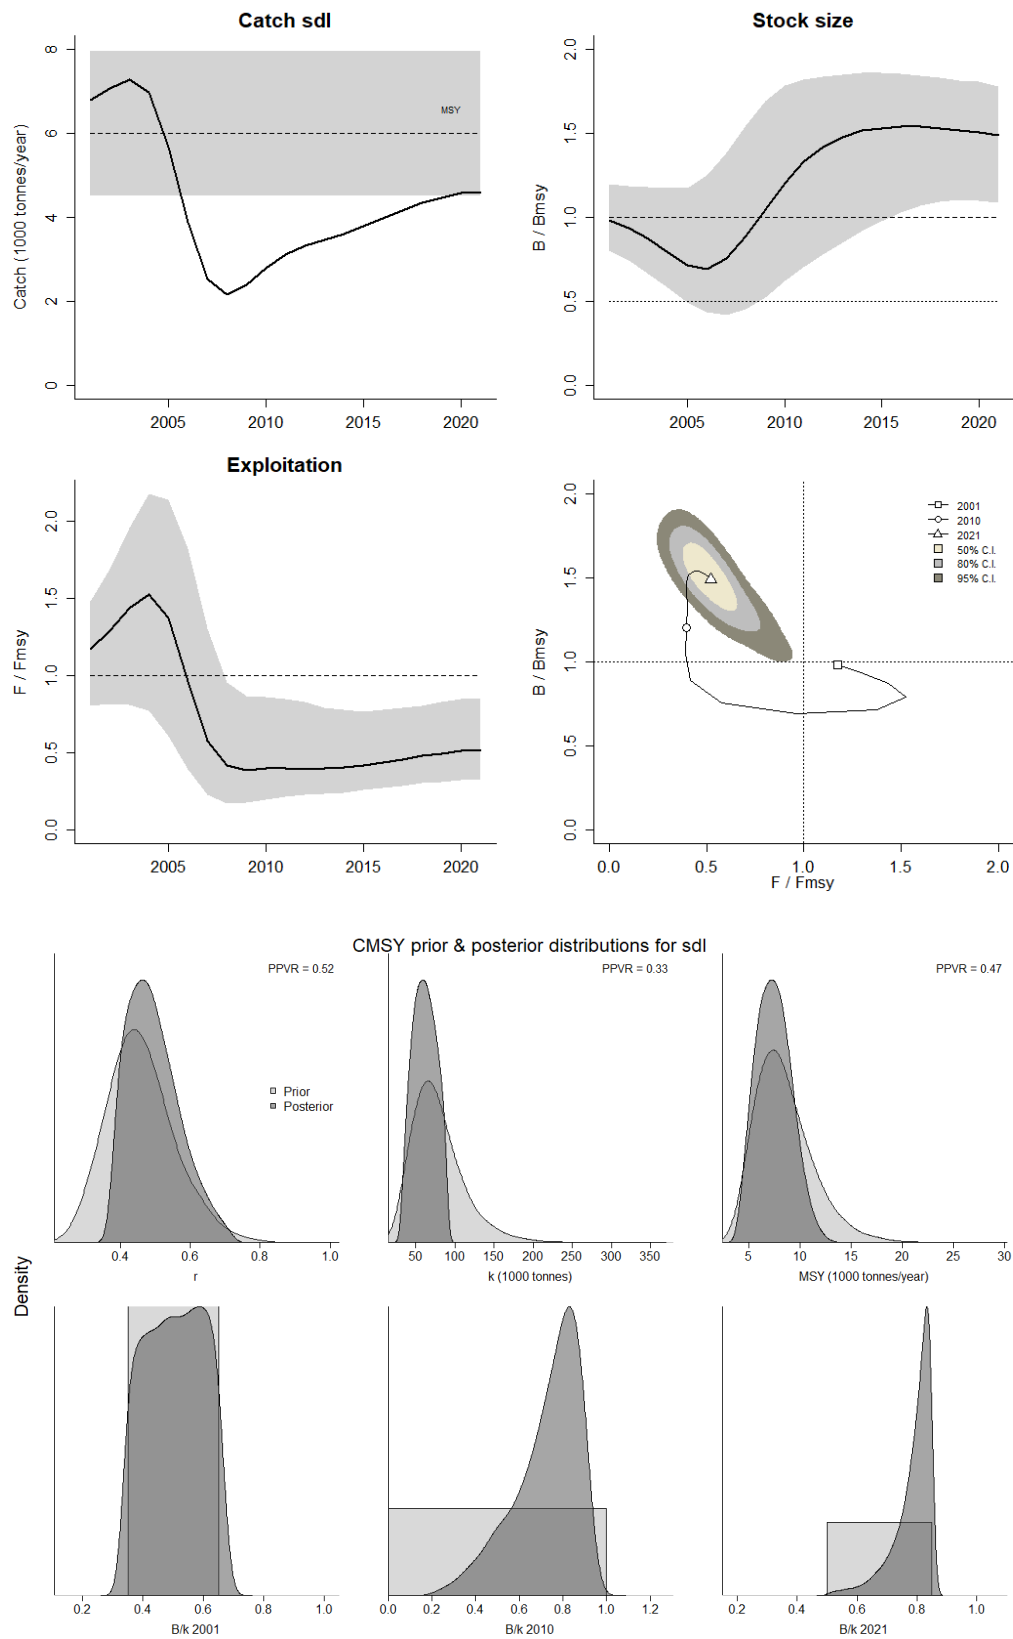 Catch sdl
Catch (1000 tonnes/year)
0 2 4 6 8
MSY
2005 2010 2015 2020
Stock size
B / Bmsy
0.0 0.5 1.0 1.5 2.0
2005 2010 2015 2020
Exploitation
F / Fmsy
0.0 0.5 1.0 1.5 2.0
2005 2010 2015 2020
B / Bmsy
0.0 0.5 1.0 1.5 2.0
2001
2010
2021
50% C.I.
80% C.I.
95% C.I.
0.0 0.5 1.0 1.5 2.0
F / Fmsy
CMSY prior & posterior distributions for sdl
Density
PPVR = 0.52
Prior
Posterior
0.4 0.6 0.8 1.0
r
PPVR = 0.33
50 100 150 200 250 300 350
k (1000 tonnes)
PPVR = 0.47
5 10 15 20 25 30
MSY (1000 tonnes/year)
0.2 0.4 0.6 0.8 1.0
B/k 2001
0.0 0.2 0.4 0.6 0.8 1.0 1.2
B/k 2010
0.2 0.4 0.6 0.8 1.0
B/k 2021